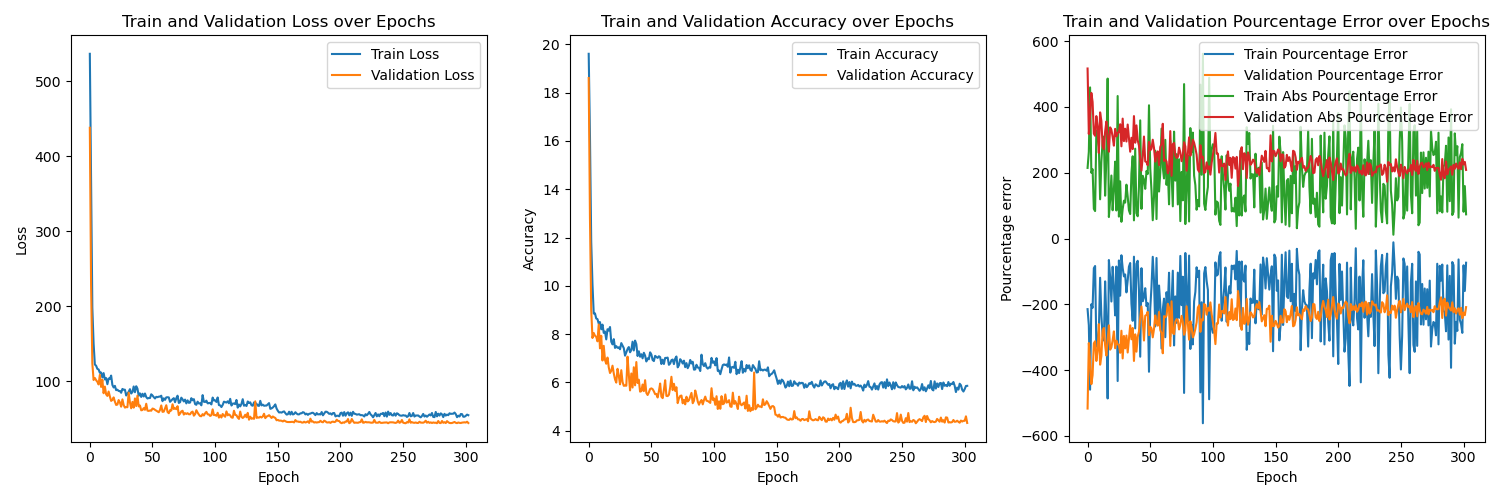 Train and Validation Loss over Epochs
Train Loss
Validation Loss
500
400
300
200
100
0
50
100
150
200
250
300
Loss
Epoch
Train and Validation Accuracy over Epochs
Train Accuracy
Validation Accuracy
20
18
16
14
12
10
8
6
4
0
50
100
150
200
250
300
Accuracy
Epoch
Train and Validation Pourcentage Error over Epochs
Train Pourcentage Error
Validation Pourcentage Error
Train Abs Pourcentage Error
Validation Abs Pourcentage Error
600
400
200
0
−200
−400
−600
0
50
100
150
200
250
300
Pourcentage error
Epoch